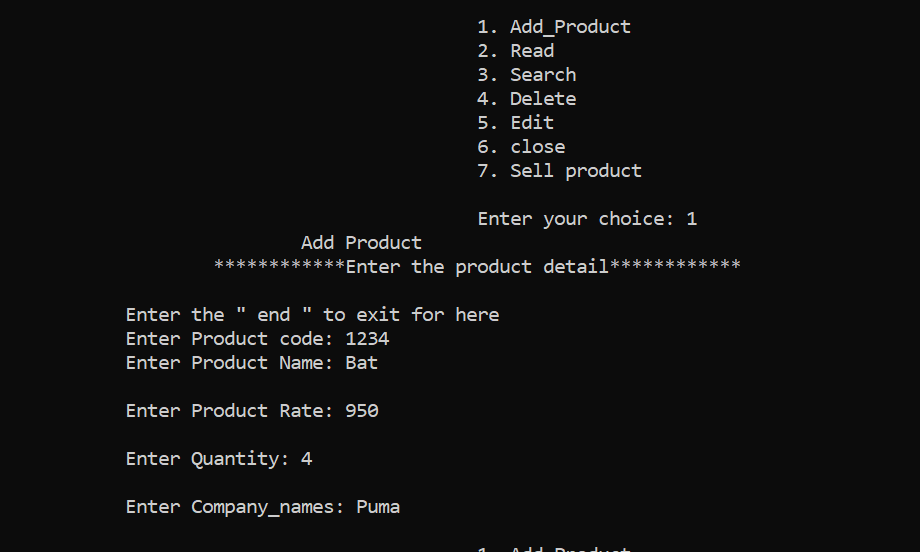 1. Add_Product
2. Read
3. Search
4. Delete
5. Edit
6. close
7. Sell product
Enter your choice: 1
Add Product
************Enter the product detail************
Enter the " end " to exit for here
Enter Product code: 1234
Enter Product Name: Bat
Enter Product Rate: 950
Enter Quantity: 4
Enter Company_names: Puma
1. Add_Product